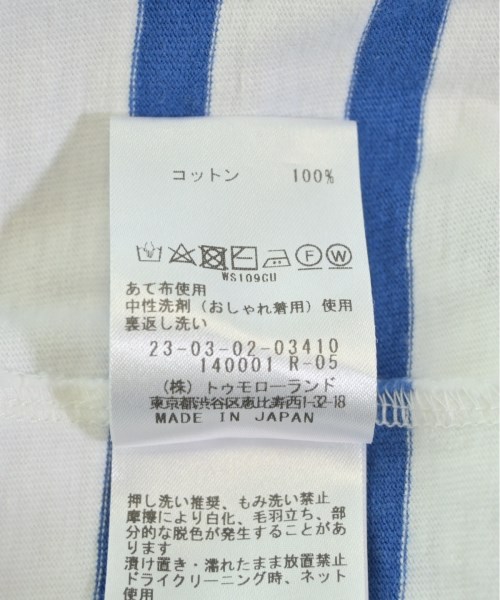 コットン 100%
F W
WS109CU
あて布使用
中性洗剤（おしゃれ着用）使用
裏返し洗い
23-03-02-03410
140001 R-05
（株）トゥモローランド
東京都渋谷区恵比寿西1-32-18
MADE IN JAPAN
押し洗い推奨、もみ洗い禁止
摩擦により白化、毛羽立ち、部
分的な脱色が発生することがあ
ります
漬け置き・濡れたまま放置禁止
ドライクリーニング時、ネット
使用